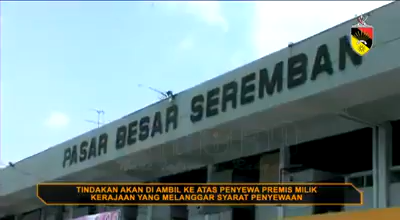 PASAR BESAR SEREMBAN
TINDAKAN AKAN DI AMBIL KE ATAS PENYEWA PREMIS MILIK
KERAJAAN YANG MELANGGAR SYARAT PENYEWAAN